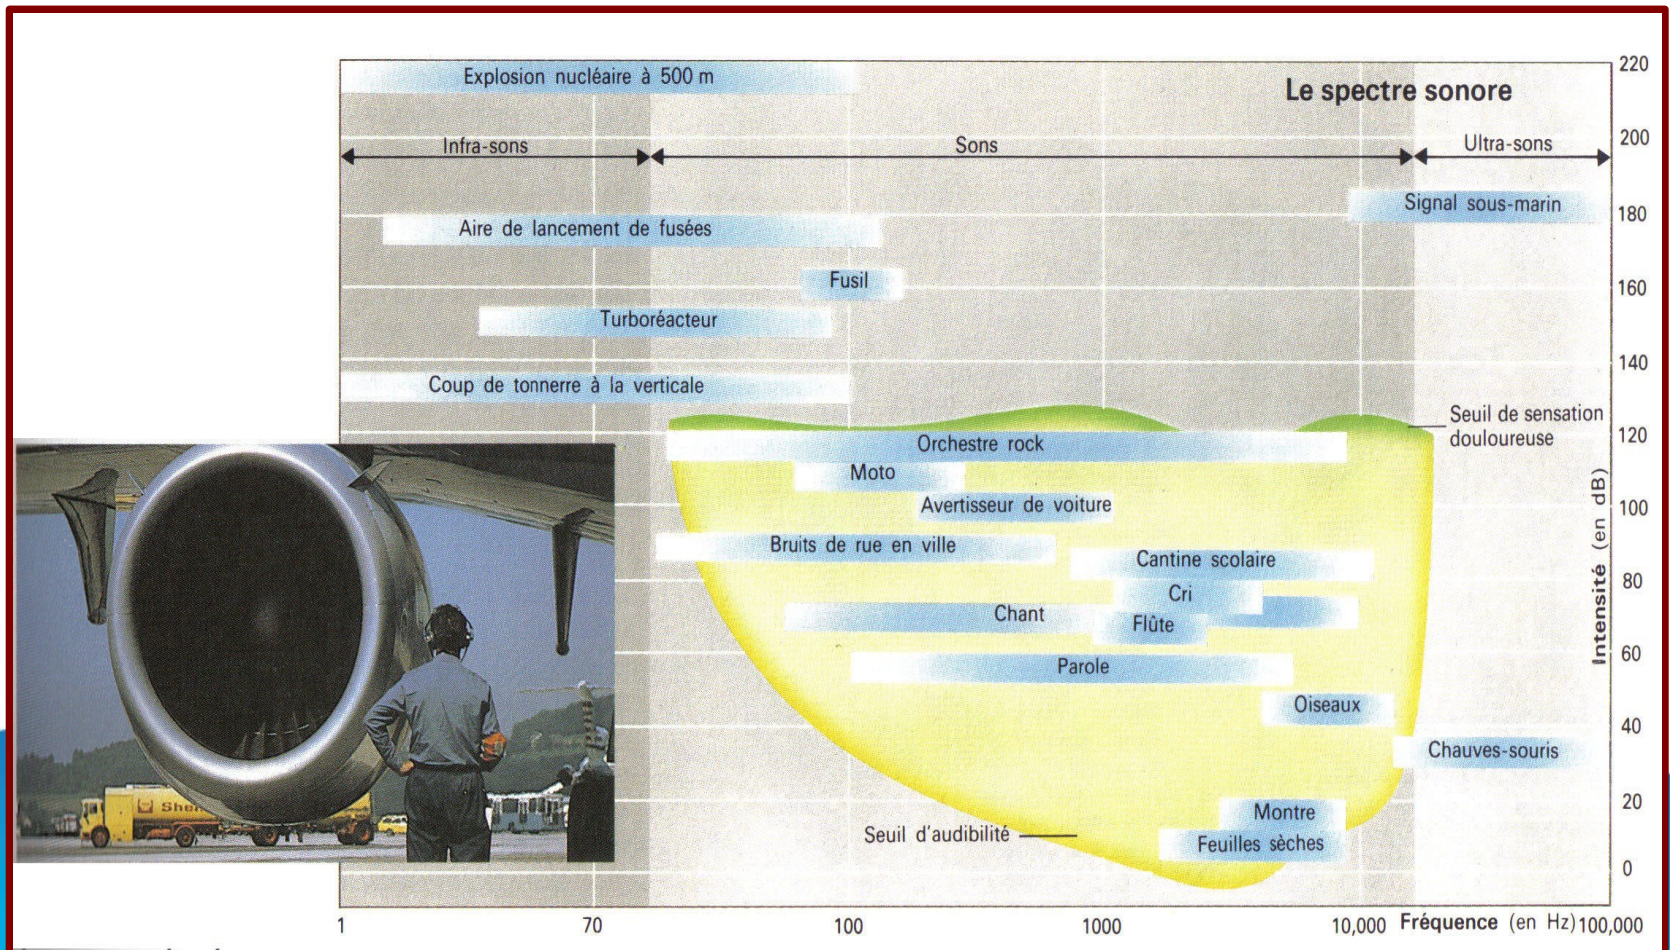 Explosion nucléaire à 500 m
Le spectre sonore
220
200
Infra-sons
Sons
Ultra-sons
Signal sous-marin
180
Aire de lancement de fusées
Fusil
160
Turboréacteur
140
Coup de tonnerre à la verticale
Seuil de sensation
douloureuse
120
Orchestre rock
Moto
Avertisseur de voiture
100
Bruits de rue en ville
Cantine scolaire
80
Cri
Chant
Flûte
60
Parole
Oiseaux
40
Chauves-souris
20
Montre
Seuil d'audibilité
Feuilles sèches
0
Intensité (en dB)
She
1
70
100
1000
10,000
Fréquence (en Hz)
100,000